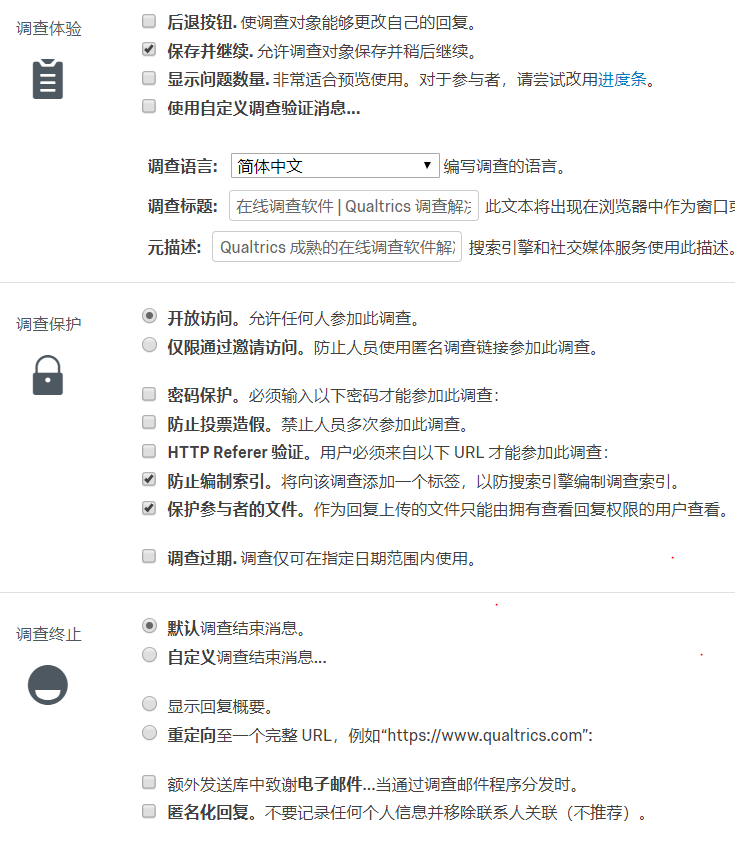 调查体验
后退按钮. 使调查对象能够更改自己的回复。
保存并继续. 允许调查对象保存并稍后继续。
显示问题数量. 非常适合预览使用。对于参与者，请尝试改用进度条。
使用自定义调查验证消息...
调查语言: 简体中文 编写调查的语言。
调查标题: 在线调查软件 | Qualtrics 调查解决 此文本将出现在浏览器中作为窗口或
元描述: Qualtrics 成熟的在线调查软件解 搜索引擎和社交媒体服务使用此描述。
调查保护
开放访问。允许任何人参加此调查。
仅限通过邀请访问。防止人员使用匿名调查链接参加此调查。
密码保护。必须输入以下密码才能参加此调查:
防止投票造假。禁止人员多次参加此调查。
HTTP Referer 验证。用户必须来自以下 URL 才能参加此调查:
防止编制索引。将向该调查添加一个标签，以防搜索引擎编制调查索引。
保护参与者的文件。作为回复上传的文件只能由拥有查看回复权限的用户查看。
调查过期. 调查仅可在指定日期范围内使用。
调查终止
默认调查结束消息。
自定义调查结束消息...
显示回复概要。
重定向至一个完整 URL，例如“https://www.qualtrics.com”:
额外发送库中致谢电子邮件...当通过调查邮件程序分发时。
匿名化回复。不要记录任何个人信息并移除联系人关联（不推荐）。